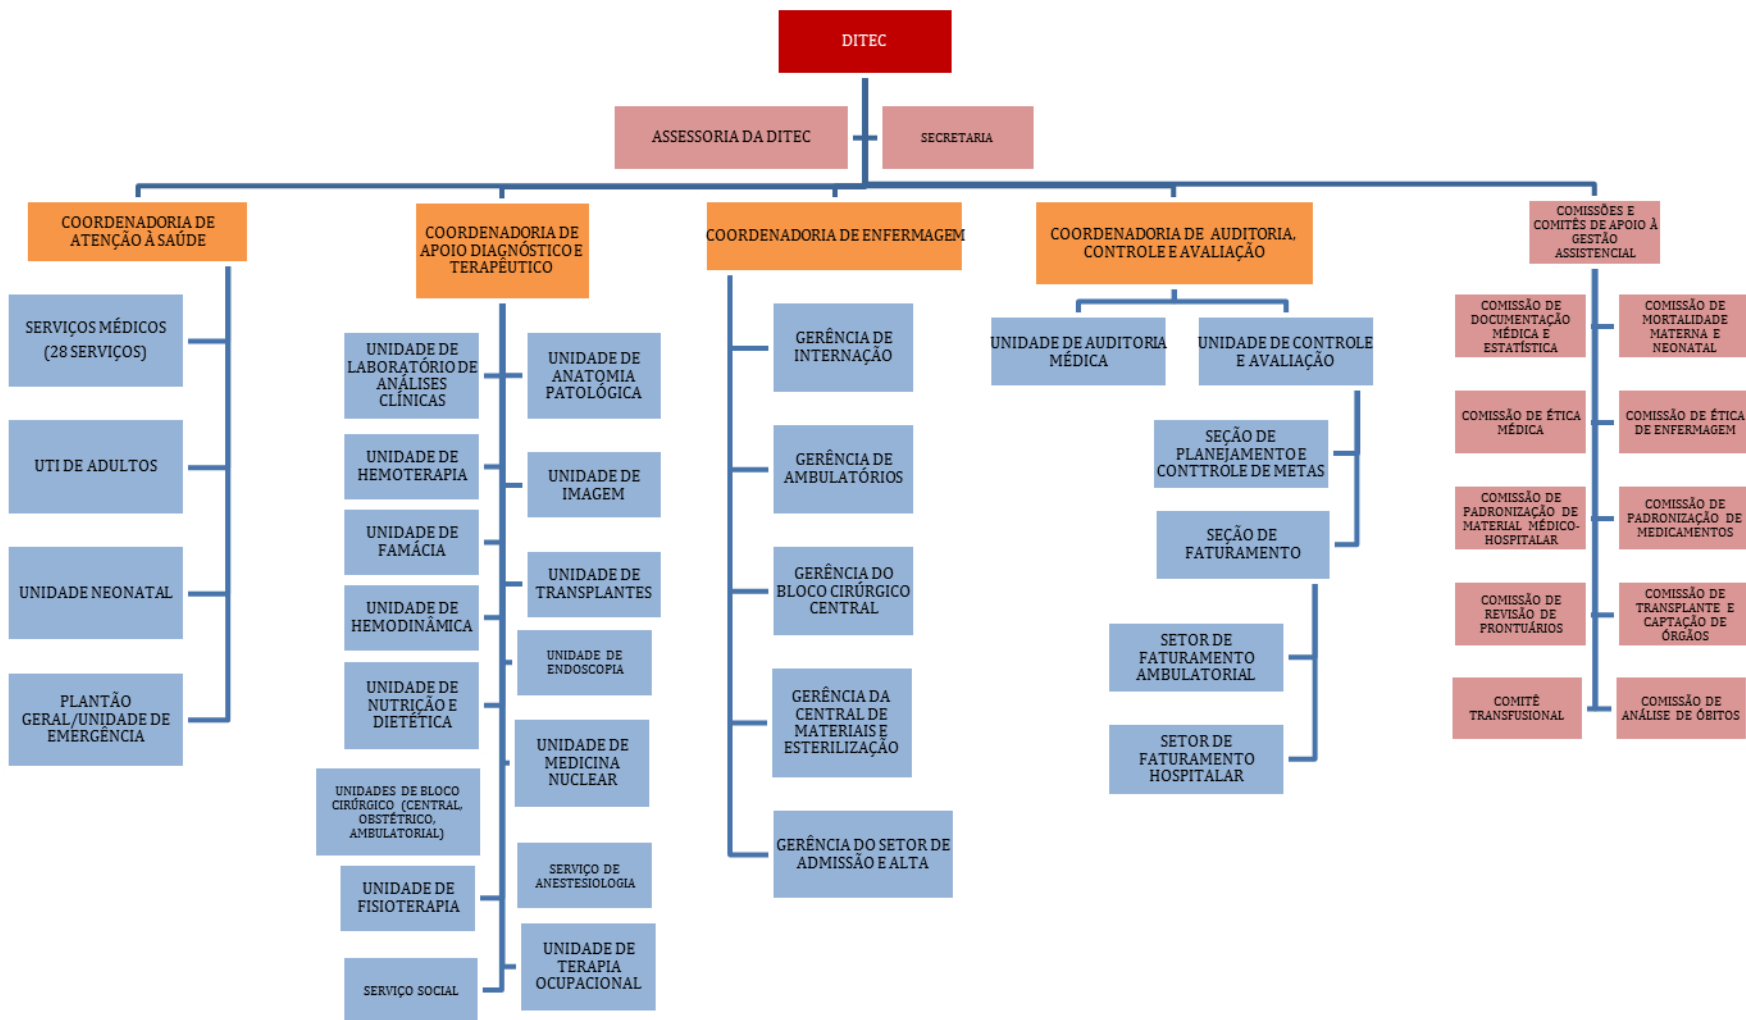 DITEC
ASSESSORIA DA DITEC
SECRETARIA
COORDENADORIA DE
ATENÇÃO À SAÚDE
SERVIÇOS MÉDICOS
(28 SERVIÇOS)
UTI DE ADULTOS
UNIDADE NEONATAL
PLANTÃO
GERAL/UNIDADE DE
EMERGÊNCIA
COORDENADORIA DE
APOIO DIAGNÓSTICO E
TERAPÊUTICO
UNIDADE DE
LABORATÓRIO DE
ANÁLISES
CLÍNICAS
UNIDADE DE
ANATOMIA
PATOLÓGICA
UNIDADE DE
HEMOTERAPIA
UNIDADE DE
IMAGEM
UNIDADE DE
FAMÁCIA
UNIDADE DE
TRANSPLANTES
UNIDADE DE
HEMODINÂMICA
UNIDADE DE
ENDOSCOPIA
UNIDADE DE
NUTRIÇÃO E
DIETÉTICA
UNIDADE DE
MEDICINA
NUCLEAR
UNIDADES DE BLOCO
CIRÚRGICO (CENTRAL,
OBSTÉTRICO,
AMBULATORIAL)
SERVIÇO DE
ANESTESIOLOGIA
UNIDADE DE
FISIOTERAPIA
UNIDADE DE
TERAPIA
OCUPACIONAL
SERVIÇO SOCIAL
COORDENADORIA DE ENFERMAGEM
GERÊNCIA DE
INTERNAÇÃO
GERÊNCIA DE
AMBULATÓRIOS
GERÊNCIA DO
BLOCO CIRÚRGICO
CENTRAL
GERÊNCIA DA
CENTRAL DE
MATERIAIS E
ESTERILIZAÇÃO
GERÊNCIA DO SETOR DE
ADMISSÃO E ALTA
COORDENADORIA DE AUDITORIA,
CONTROLE E AVALIAÇÃO
UNIDADE DE AUDITORIA
MÉDICA
UNIDADE DE CONTROLE
E AVALIAÇÃO
SEÇÃO DE
PLANEJAMENTO E
CONTTROLE DE METAS
SEÇÃO DE
FATURAMENTO
SETOR DE
FATURAMENTO
AMBULATORIAL
SETOR DE
FATURAMENTO
HOSPITALAR
COMISSÕES E
COMITÊS DE APOIO À
GESTÃO
ASSISTENCIAL
COMISSÃO DE
DOCUMENTAÇÃO
MÉDICA E
ESTATÍSTICA
COMISSÃO DE
MORTALIDADE
MATERNA E
NEONATAL
COMISSÃO DE ÉTICA
MÉDICA
COMISSÃO DE ÉTICA
DE ENFERMAGEM
COMISSÃO DE
PADRONIZAÇÃO DE
MATERIAL MÉDICO-
HOSPITALAR
COMISSÃO DE
PADRONIZAÇÃO DE
MEDICAMENTOS
COMISSÃO DE
REVISÃO DE
PRONTUÁRIOS
COMISSÃO DE
TRANSPLANTE E
CAPTAÇÃO DE
ÓRGÃOS
COMITÊ
TRANSFUSIONAL
COMISSÃO DE
ANÁLISE DE ÓBITOS